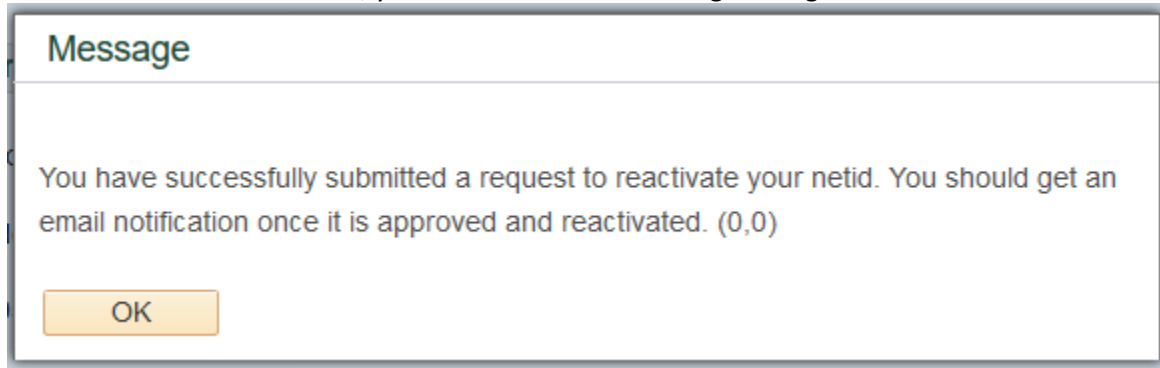 Message
You have successfully submitted a request to reactivate your netid. You should get an
email notification once it is approved and reactivated. (0,0)
OK